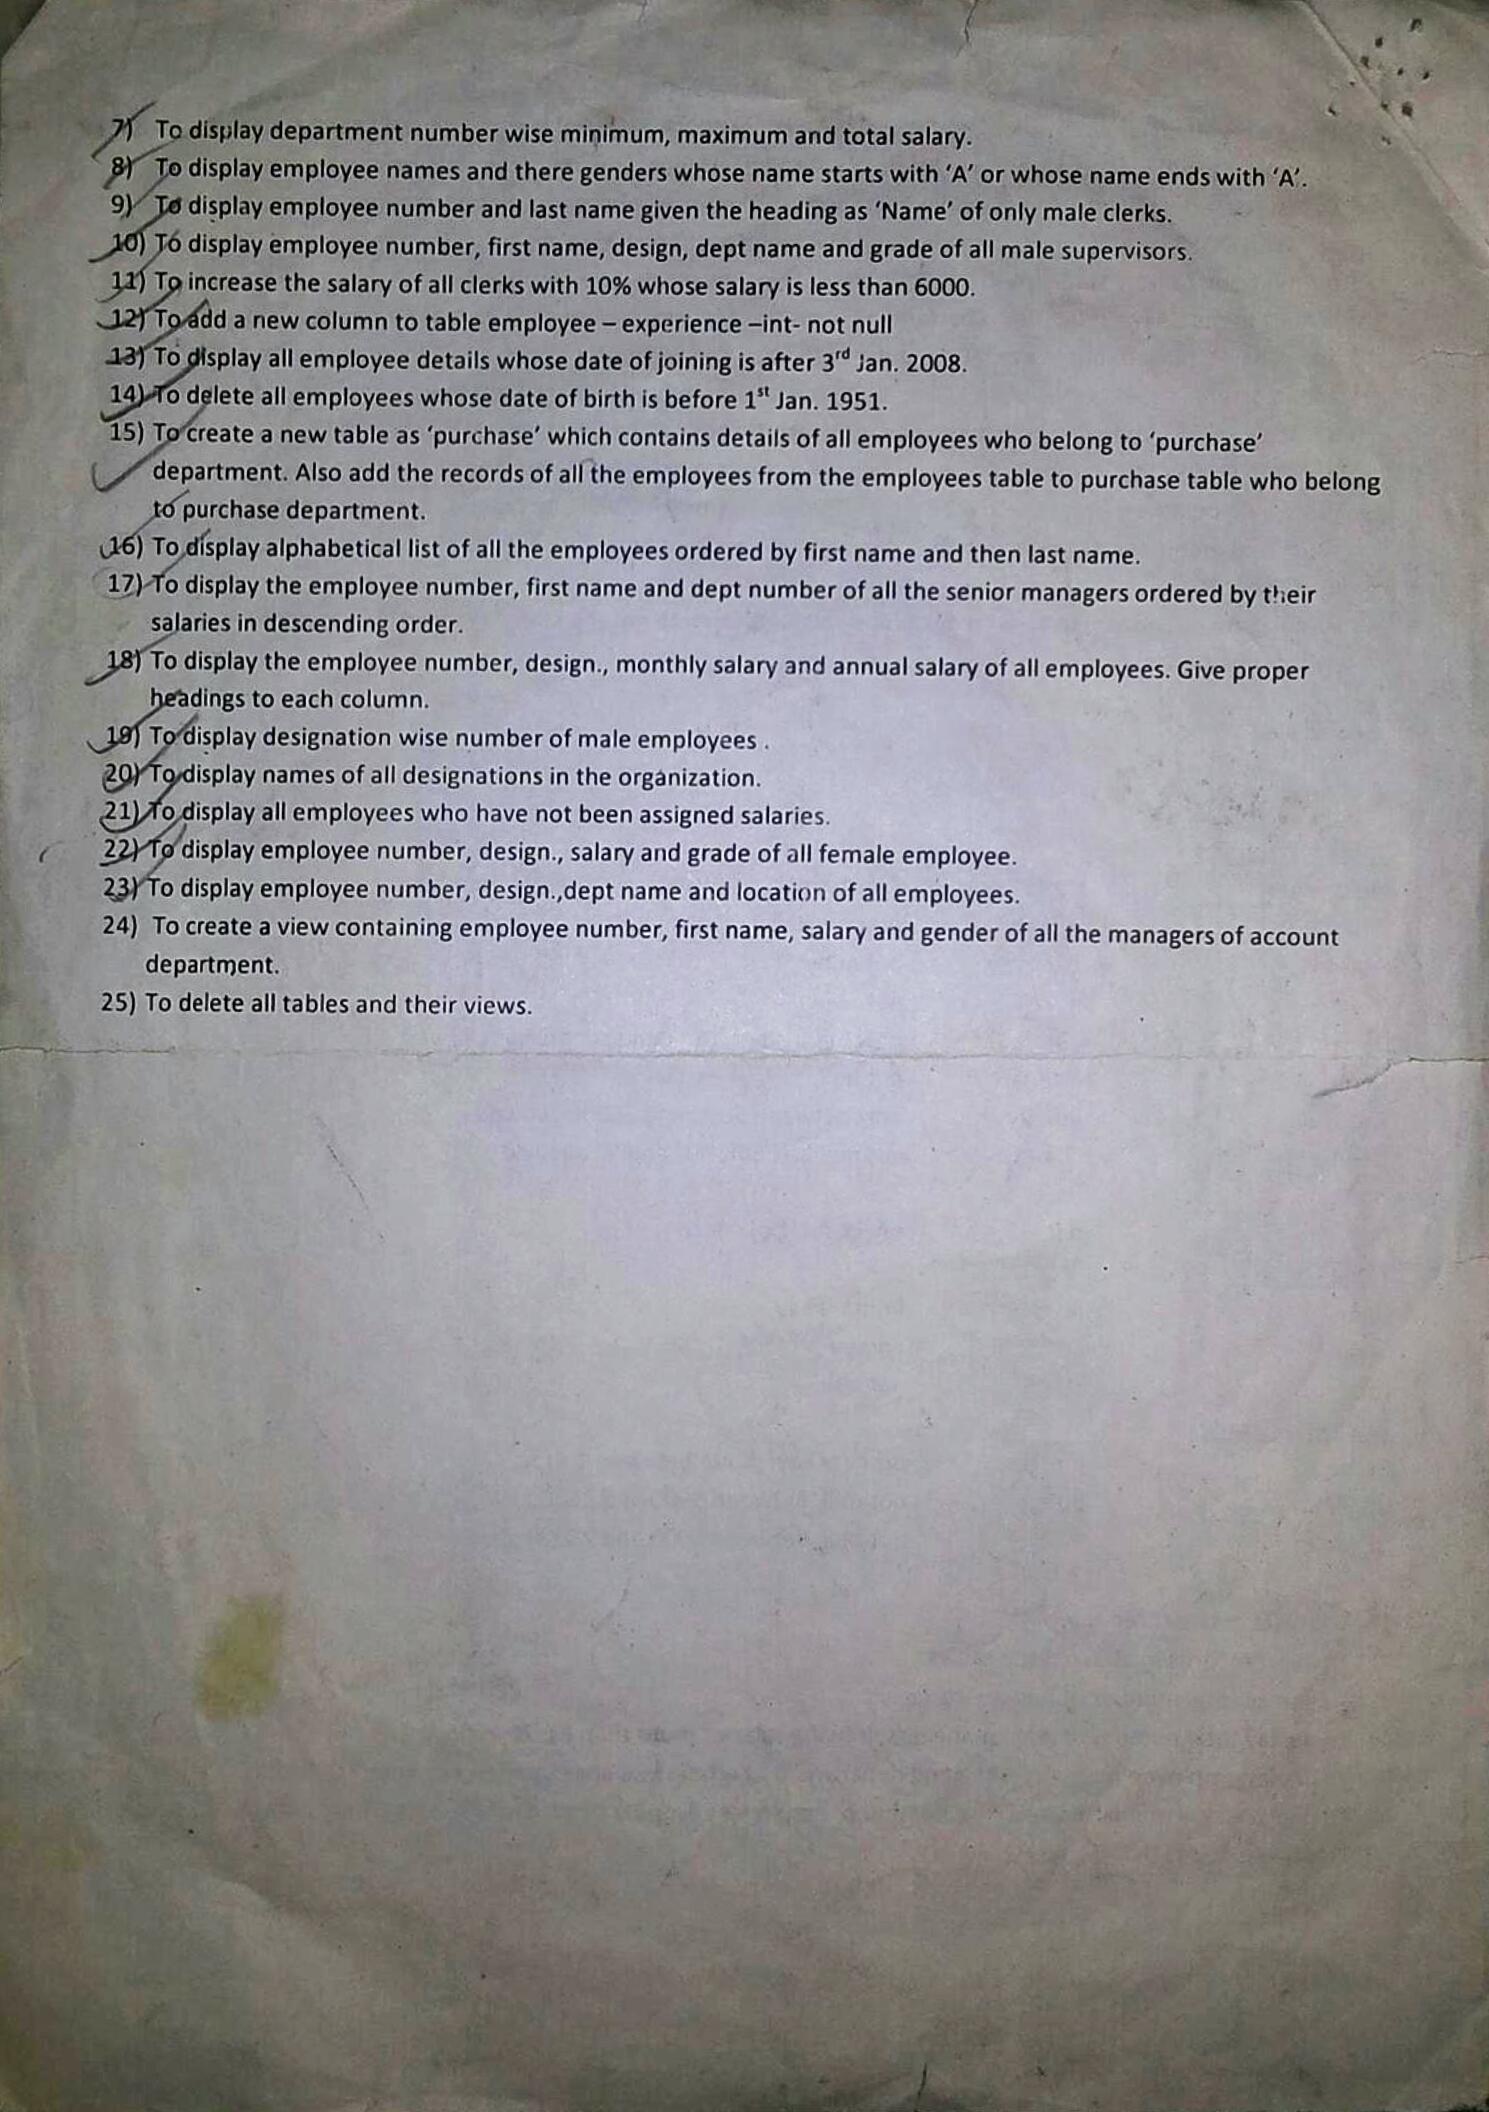 7) To display department number wise minimum, maximum and total salary.
8) To display employee names and there genders whose name starts with ‘A’ or whose name ends with ‘A’.
9) To display employee number and last name given the heading as ‘Name’ of only male clerks.
10) To display employee number, first name, design, dept name and grade of all male supervisors.
11) To increase the salary of all clerks with 10% whose salary is less than 6000.
12) To add a new column to table employee – experience –int- not null
13) To display all employee details whose date of joining is after 3rd Jan. 2008.
14) To delete all employees whose date of birth is before 1st Jan. 1951.
15) To create a new table as ‘purchase’ which contains details of all employees who belong to ‘purchase’
department. Also add the records of all the employees from the employees table to purchase table who belong
to purchase department.
16) To display alphabetical list of all the employees ordered by first name and then last name.
17) To display the employee number, first name and dept number of all the senior managers ordered by their
salaries in descending order.
18) To display the employee number, design., monthly salary and annual salary of all employees. Give proper
headings to each column.
19) To display designation wise number of male employees .
20) To display names of all designations in the organization.
21) To display all employees who have not been assigned salaries.
22) To display employee number, design., salary and grade of all female employee.
23) To display employee number, design.,dept name and location of all employees.
24) To create a view containing employee number, first name, salary and gender of all the managers of account
department.
25) To delete all tables and their views.